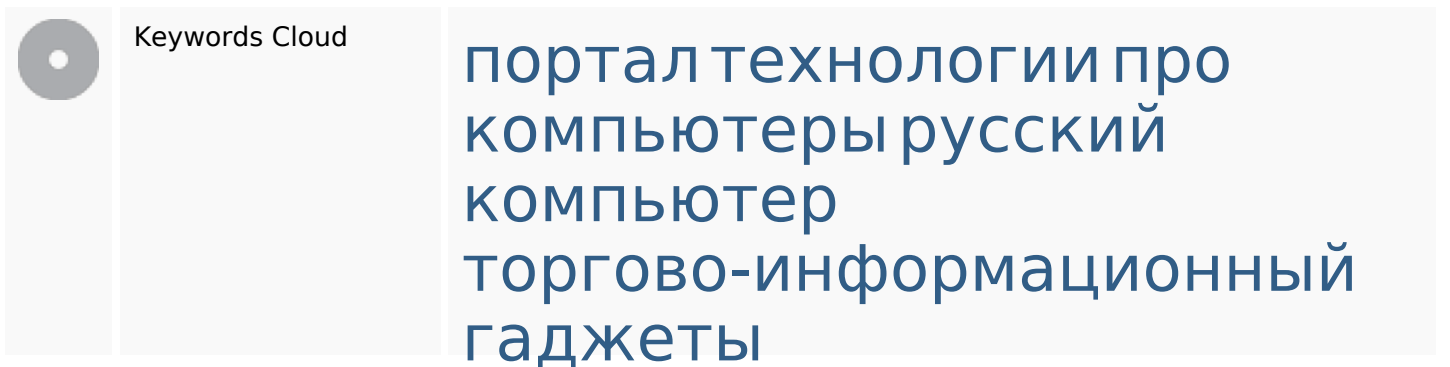 Keywords Cloud
портал технологии про
компьютеры русский
компьютер
торгово-информационный
гаджеты